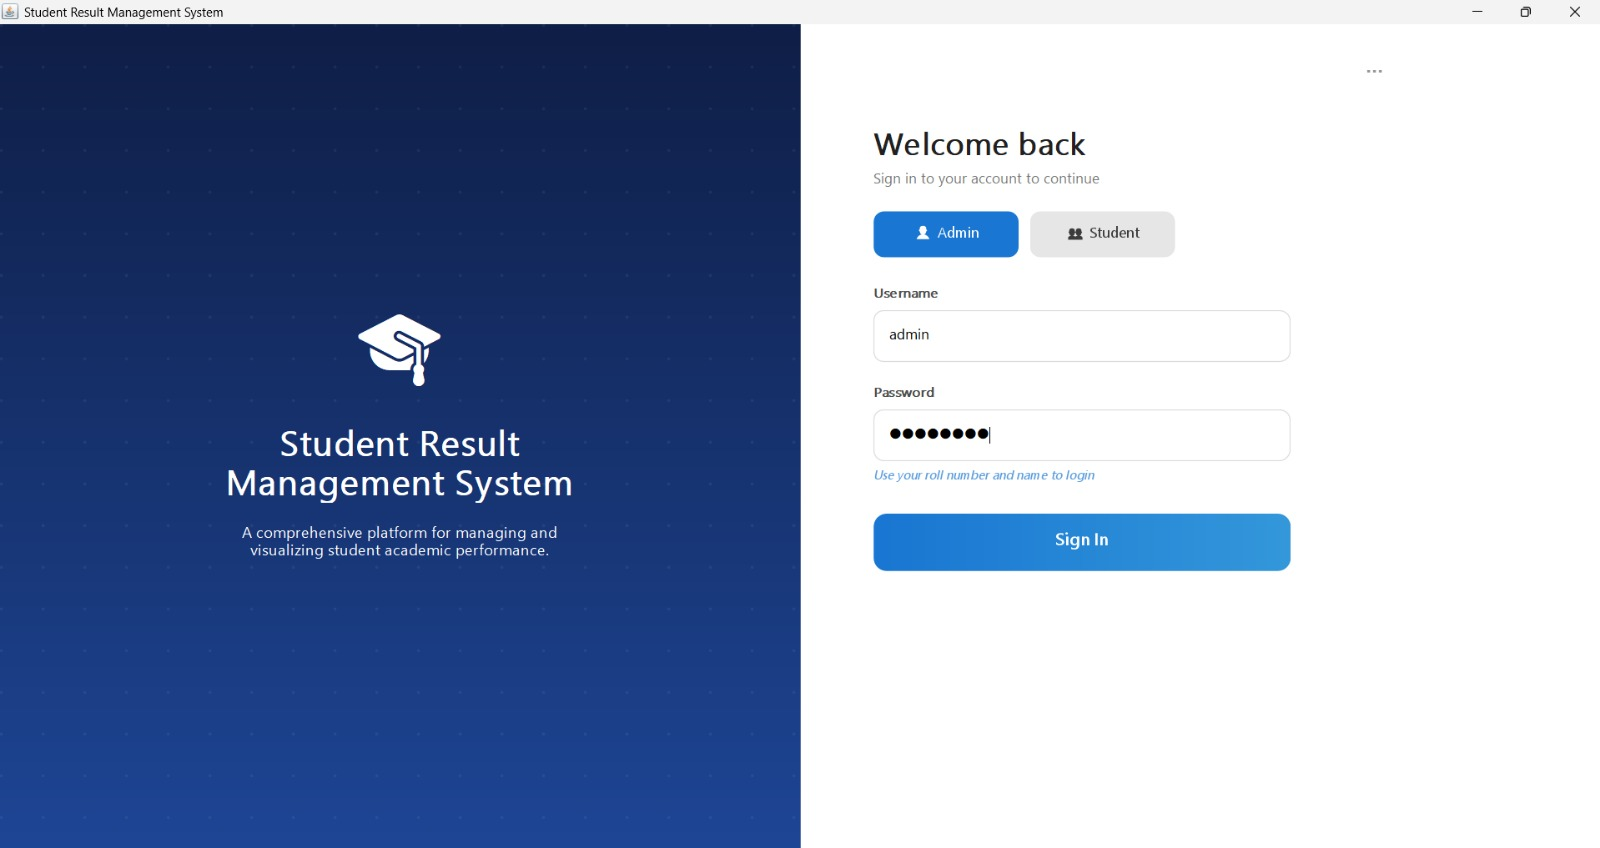 Student Result Management System
Student Result
Management System
A comprehensive platform for managing and
visualizing student academic performance.
...
Welcome back
Sign in to your account to continue
Admin
Student
Username
admin
Password
Use your roll number and name to login
Sign In